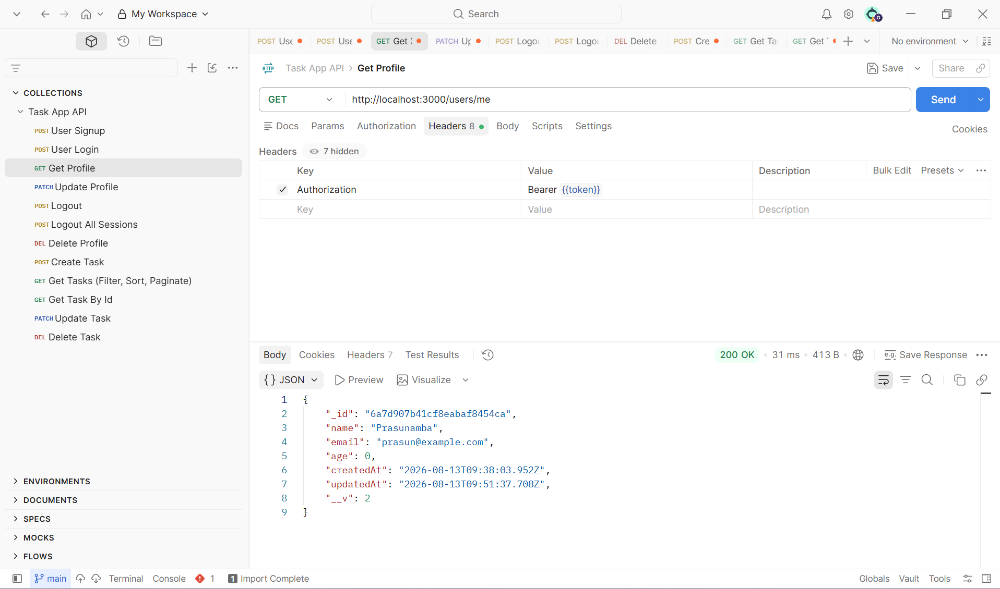 My Workspace
Search
POST Use
POST Use
GET Get
PATCH Up
POST Logou
POST Logou
DEL Delete
POST Cre
GET Get Ta
GET Get
No environment
HTTP Task App API > Get Profile
Save
Share
COLLECTIONS
Task App API
POST User Signup
POST User Login
GET Get Profile
PATCH Update Profile
POST Logout
POST Logout All Sessions
DEL Delete Profile
POST Create Task
GET Get Tasks (Filter, Sort, Paginate)
GET Get Task By Id
PATCH Update Task
DEL Delete Task
ENVIRONMENTS
DOCUMENTS
SPECS
MOCKS
FLOWS
GET http://localhost:3000/users/me
Send
Docs Params Authorization Headers 8 Body Scripts Settings
Cookies
Headers 7 hidden
Key Value Description Bulk Edit Presets
Authorization Bearer {{token}}
Key Value Description
Body Cookies Headers 7 Test Results
200 OK • 31 ms • 413 B
e.g. Save Response
{} JSON Preview Visualize
1 {
2 "_id": "6a7d907b41cf8eabaf8454ca",
3 "name": "Prasunamba",
4 "email": "prasun@example.com",
5 "age": 0,
6 "createdAt": "2026-08-13T09:38:03.952Z",
7 "updatedAt": "2026-08-13T09:51:37.708Z",
8 "__v": 2
9 }
main Terminal Console 1 1 Import Complete
Globals Vault Tools